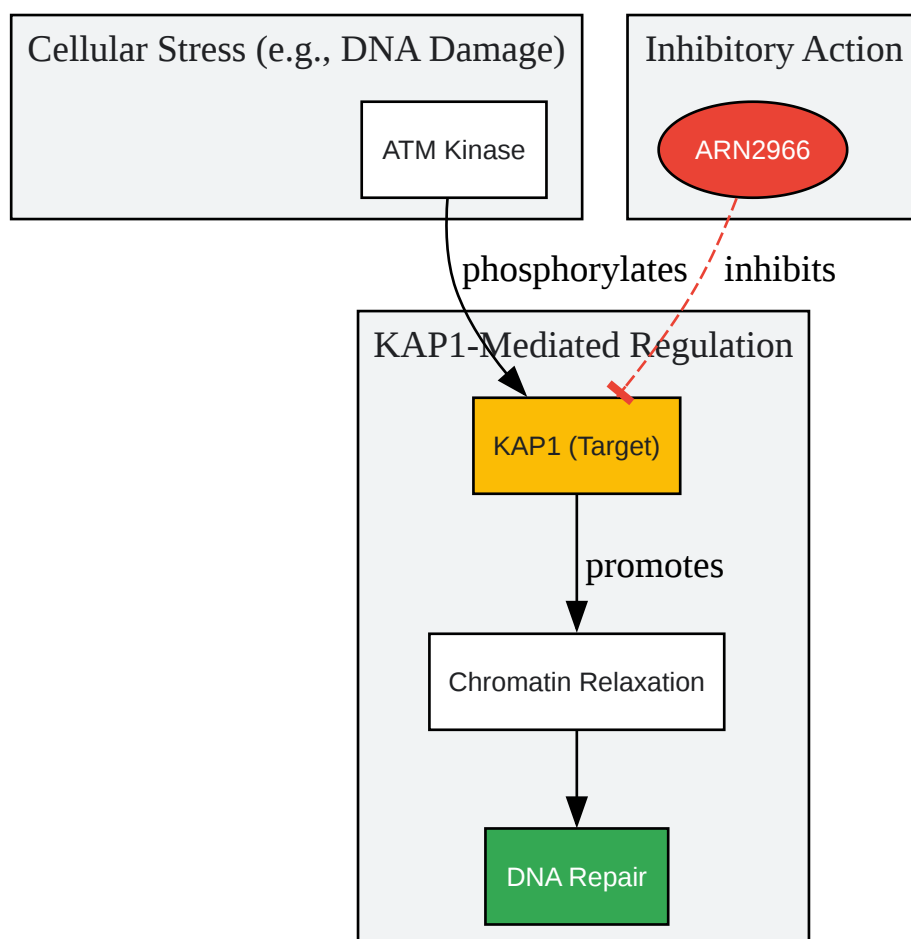 Cellular Stress (e.g., DNA Damage)
Inhibitory Action
ATM Kinase
ARN2966
phosphorylates
inhibits
KAP1-Mediated Regulation
KAP1 (Target)
promotes
Chromatin Relaxation
DNA Repair